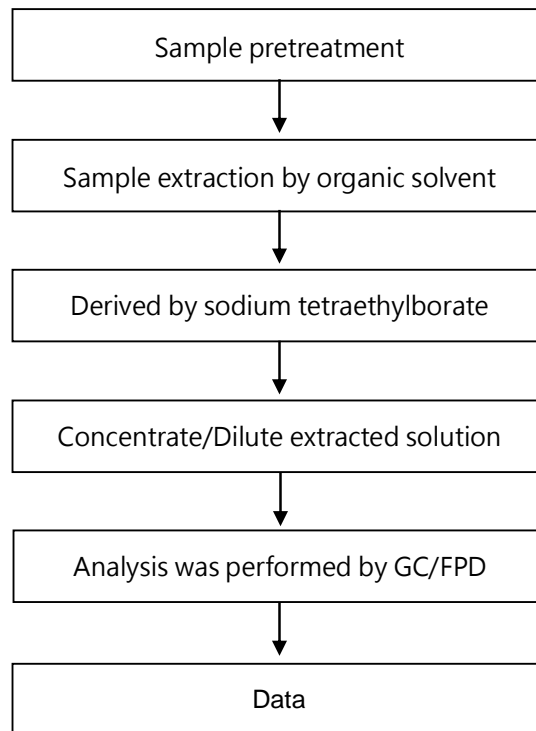 Sample pretreatment
Sample extraction by organic solvent
Derived by sodium tetraethylborate
Concentrate/Dilute extracted solution
Analysis was performed by GC/FPD
Data